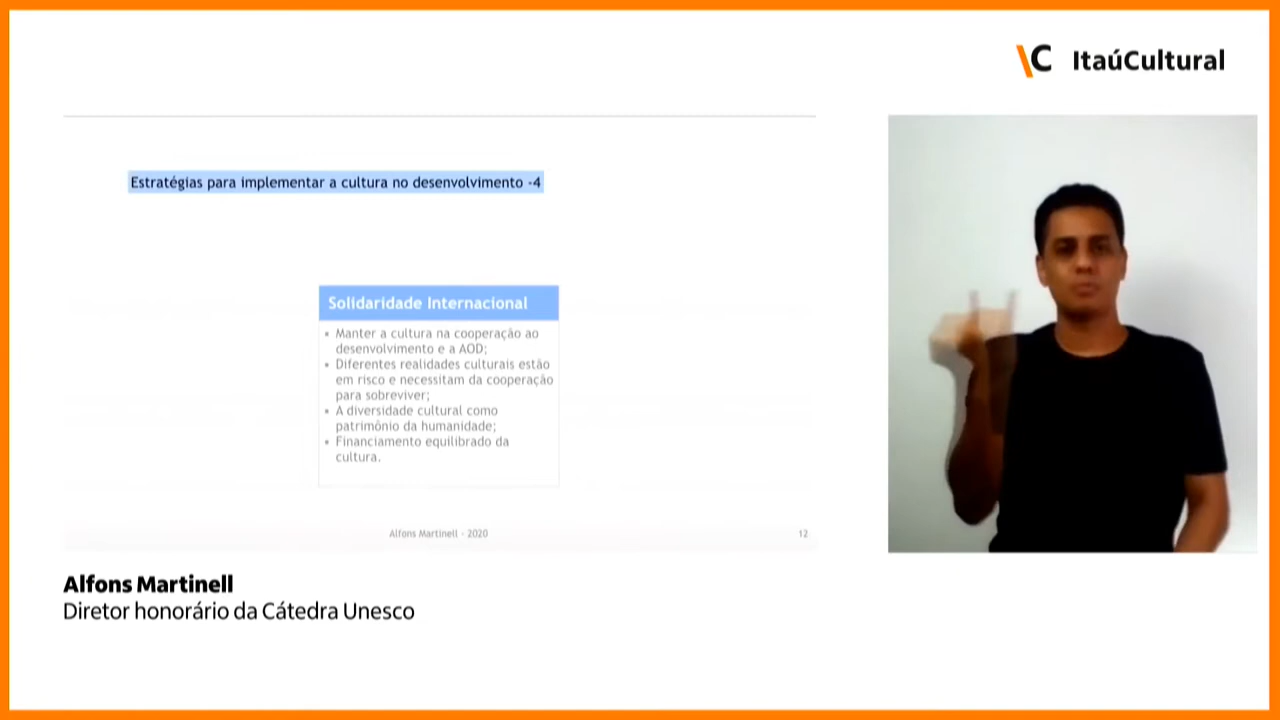 \C ItaúCultural
Estratégias para implementar a cultura no desenvolvimento -4
Solidaridade Internacional
• Manter a cultura na cooperação ao
desenvolvimento e a AOD;
• Diferentes realidades culturais estão
em risco e necessitam da cooperação
para sobreviver;
• A diversidade cultural como
patrimônio da humanidade;
• Financiamento equilibrado da
cultura.
Alfons Martinell - 2020
12
Alfons Martinell
Diretor honorário da Cátedra Unesco